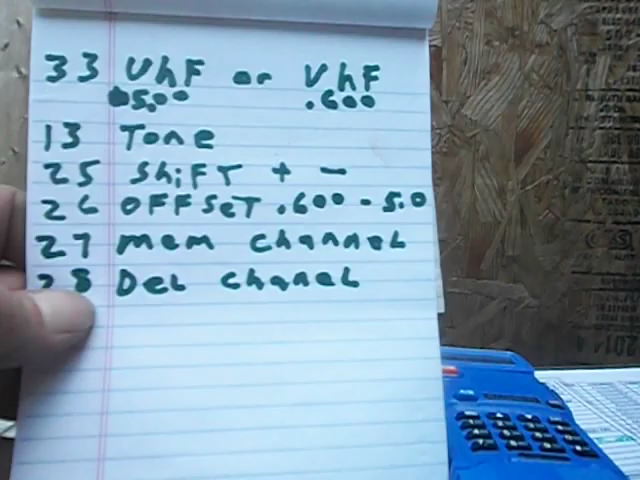 33 UhF or VhF
5.00 .600
13 Tone
25 ShiFT + -
26 OFFSeT .600 - 5.0
27 mem channeL
28 DeL chaneL